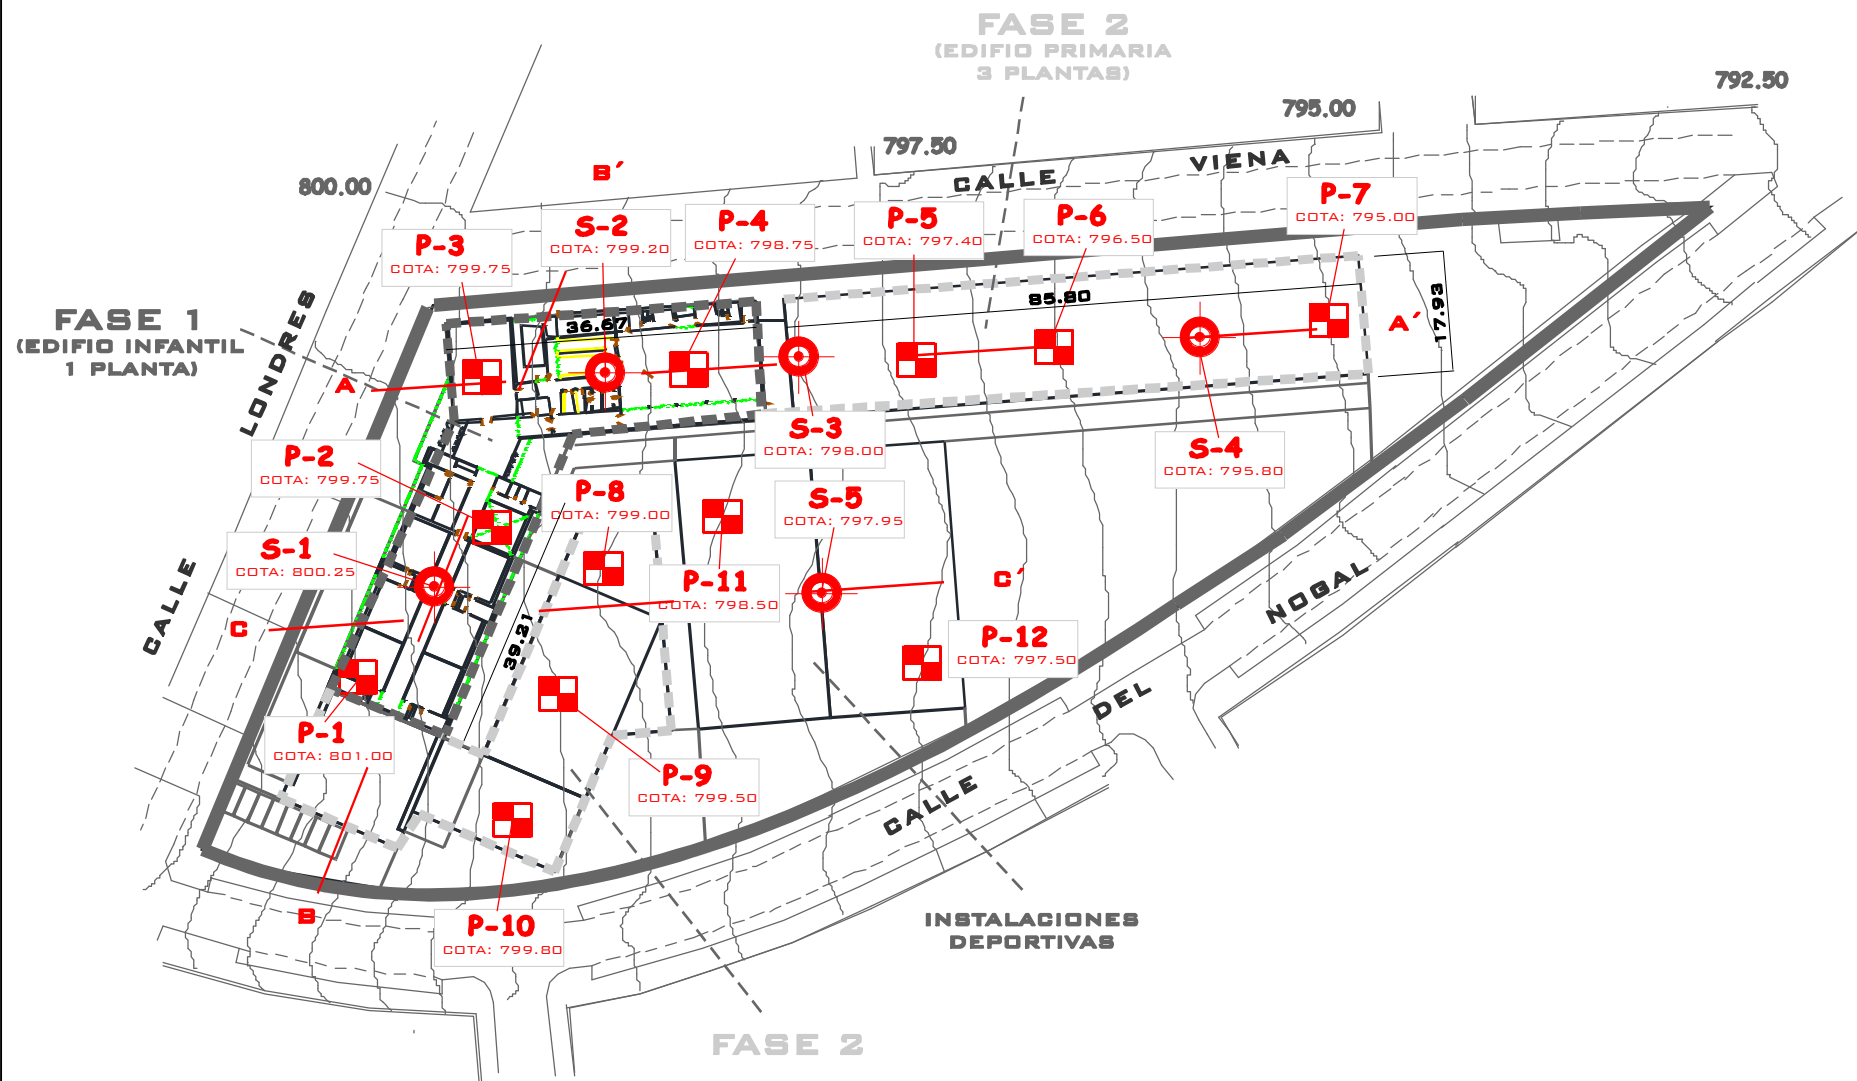 FASE 2
(EDIFIO PRIMARIA
3 PLANTAS)
792.50
795.00
797.50
800.00
CALLE VIENA
B´
P-7
COTA: 795.00
P-6
COTA: 796.50
P-5
COTA: 797.40
P-4
COTA: 798.75
S-2
COTA: 799.20
P-3
COTA: 799.75
FASE 1
(EDIFIO INFANTIL
1 PLANTA)
CALLE LONDRES
36.67
85.80
17.93
A´
A
S-3
COTA: 798.00
S-4
COTA: 795.80
P-2
COTA: 799.75
P-8
COTA: 799.00
S-5
COTA: 797.95
S-1
COTA: 800.25
P-11
COTA: 798.50
C´
C
39.21
P-12
COTA: 797.50
CALLE DEL NOGAL
P-1
COTA: 801.00
P-9
COTA: 799.50
B
P-10
COTA: 799.80
INSTALACIONES
DEPORTIVAS
FASE 2